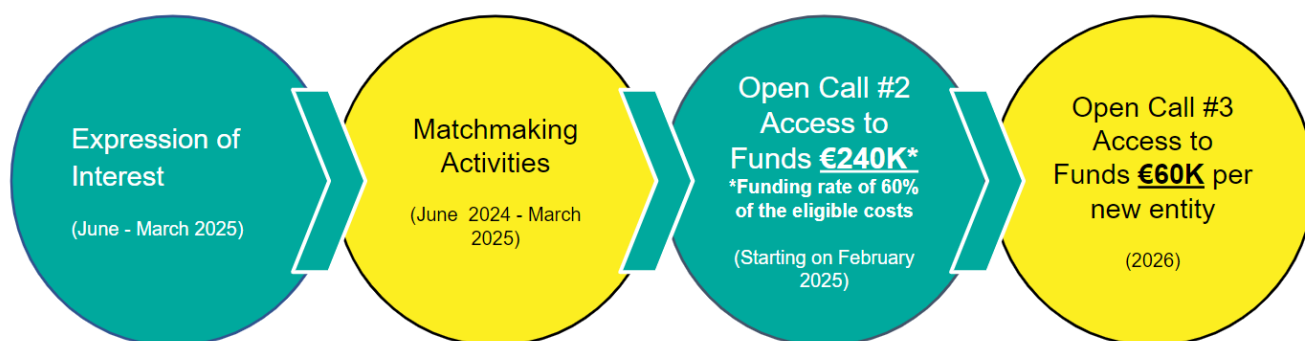 Expression of
Interest
(June - March 2025)
Matchmaking
Activities
(June 2024 - March
2025)
Open Call #2
Access to
Funds €240K*
*Funding rate of 60%
of the eligible costs
(Starting on February
2025)
Open Call #3
Access to
Funds €60K per
new entity
(2026)